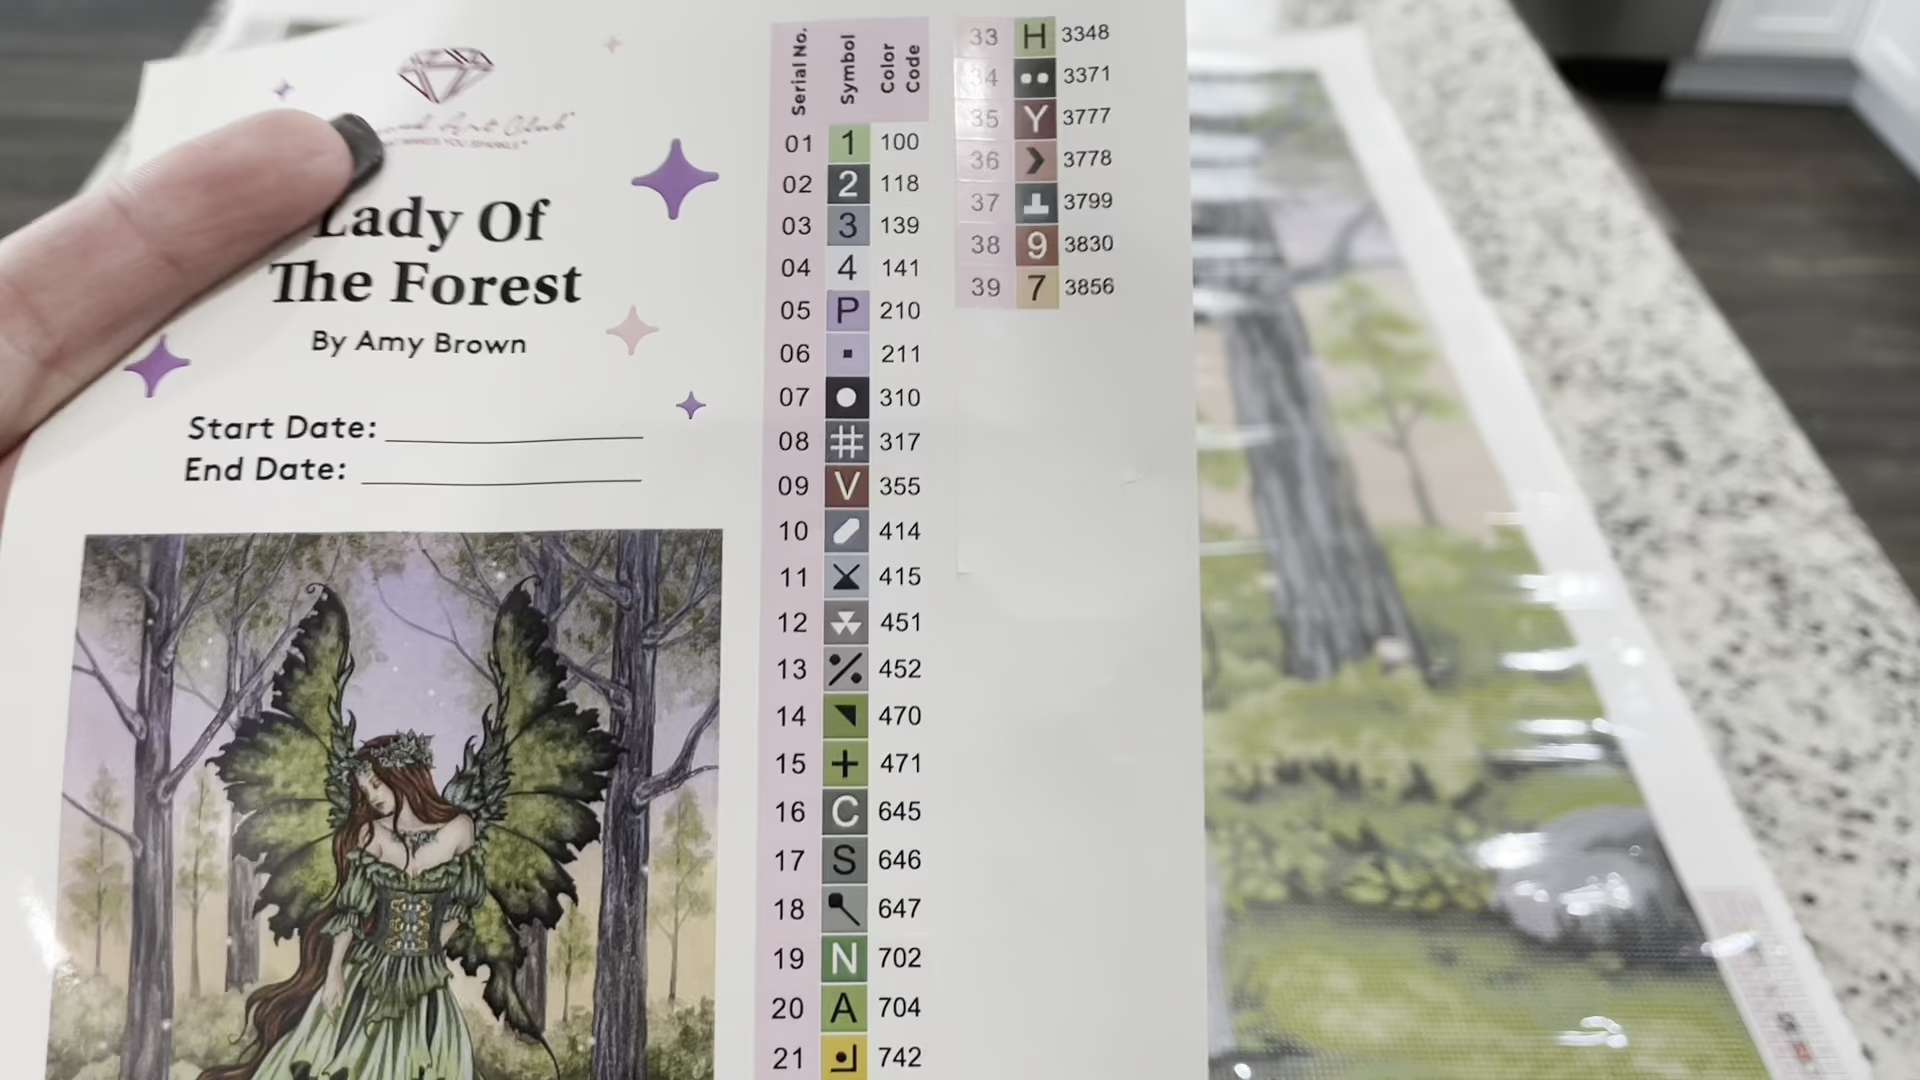 Art Club
Lady Of
The Forest
By Amy Brown
Start Date:
End Date:
Serial No. Symbol Color Code
01 1 100
02 2 118
03 3 139
04 4 141
05 P 210
06 211
07 310
08 # 317
09 V 355
10 414
11 415
12 451
13 452
14 470
15 + 471
16 C 645
17 S 646
18 647
19 N 702
20 A 704
21 742
33 H 3348
34 3371
35 Y 3777
36 3778
37 3799
38 9 3830
39 7 3856